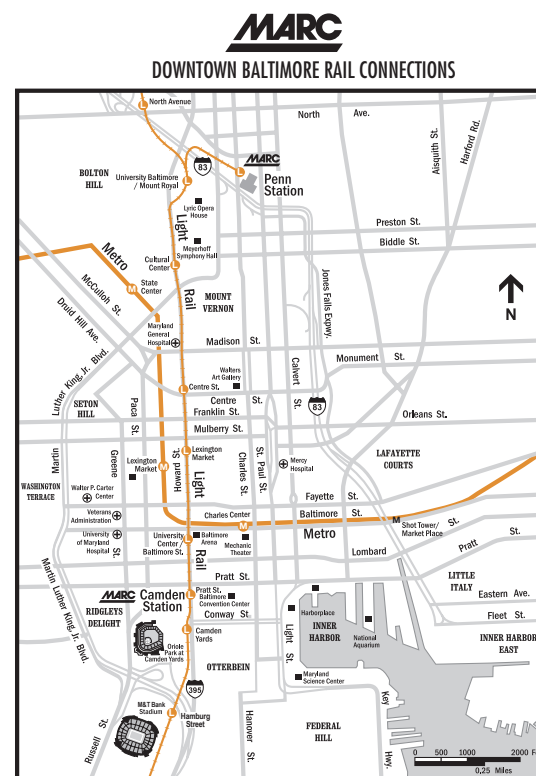 MARC
DOWNTOWN BALTIMORE RAIL CONNECTIONS
North Avenue
North Ave.
Aisquith St.
Harford Rd.
BOLTON
HILL
83
MARC
University Baltimore
/ Mount Royal
Penn
Station
Lyric Opera
House
Light
Preston St.
Meyerhoff
Symphony Hall
Biddle St.
Metro
Cultural
Center
Jones Falls Expwy.
M
State
Center
McCulloh St.
Rail
MOUNT
VERNON
N
Druid Hill Ave.
Maryland
General
Hospital
Madison St.
Luther King, Jr. Blvd.
Walters
Art Gallery
Calvert
St.
Monument St.
L
Centre St.
Centre St.
83
SETON
HILL
Paca
St.
Franklin St.
Orleans St.
Mulberry St.
Martin
Greene
St.
Lexington
Market
M
Howard St.
L
Lexington
Market
Light
Charles St.
St. Paul St.
Mercy
Hospital
LAFAYETTE
COURTS
WASHINGTON
TERRACE
Walter P. Carter
Center
Fayette St.
Veterans
Administration
Charles Center
M
Baltimore St.
M
Shot Tower/
Market Place
University
of Maryland
Hospital
University
Center /
Baltimore St.
L
Baltimore
Arena
Mechanic
Theater
Metro
Rail
Lombard St.
Pratt St.
Pratt St.
Martin Luther King, Jr. Blvd.
MARC
Camden
Station
L
Pratt St.
Baltimore
Convention Center
LITTLE
ITALY
Eastern Ave.
RIDGLEYS
DELIGHT
Conway St.
Harborplace
Fleet St.
L
Camden
Yards
Light St.
INNER
HARBOR
National
Aquarium
INNER HARBOR
EAST
Oriole
Park at
Camden Yards
OTTERBEIN
Maryland
Science Center
395
M&T Bank
Stadium
L
Hamburg
Street
Russell St.
Hanover St.
FEDERAL
HILL
Key
Hwy.
0 500 1000 2000 F
0,25 Miles